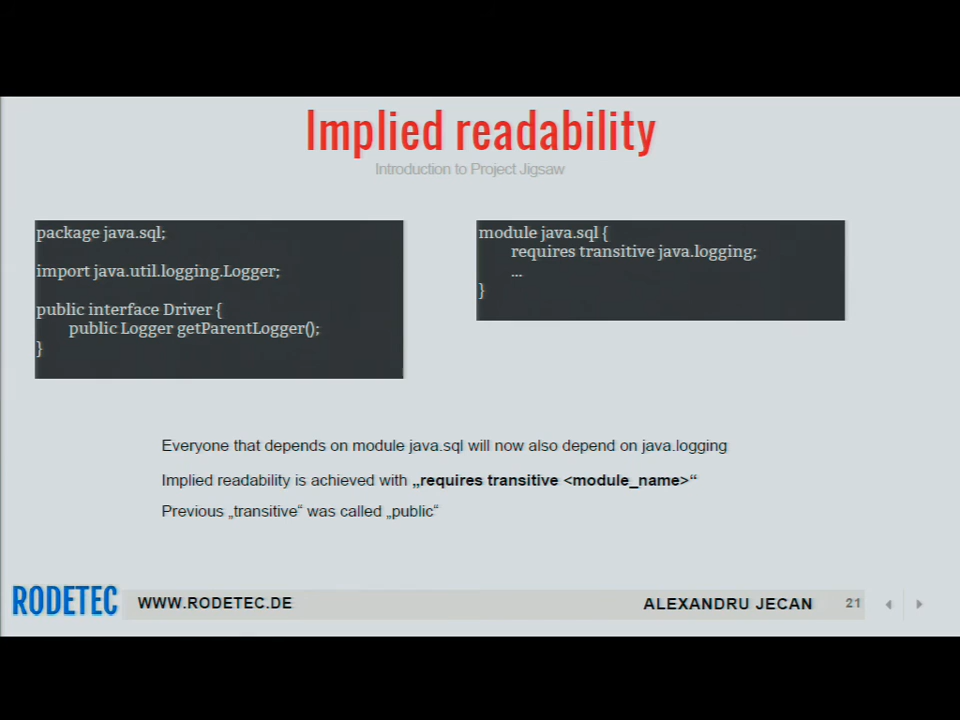 Implied readability
Introduction to Project Jigsaw
package java.sql;
import java.util.logging.Logger;
public interface Driver {
public Logger getParentLogger();
}
module java.sql {
requires transitive java.logging;
...
}
Everyone that depends on module java.sql will now also depend on java.logging
Implied readability is achieved with „requires transitive <module_name>“
Previous „transitive“ was called „public“
RODETEC
WWW.RODETEC.DE
ALEXANDRU JECAN
21